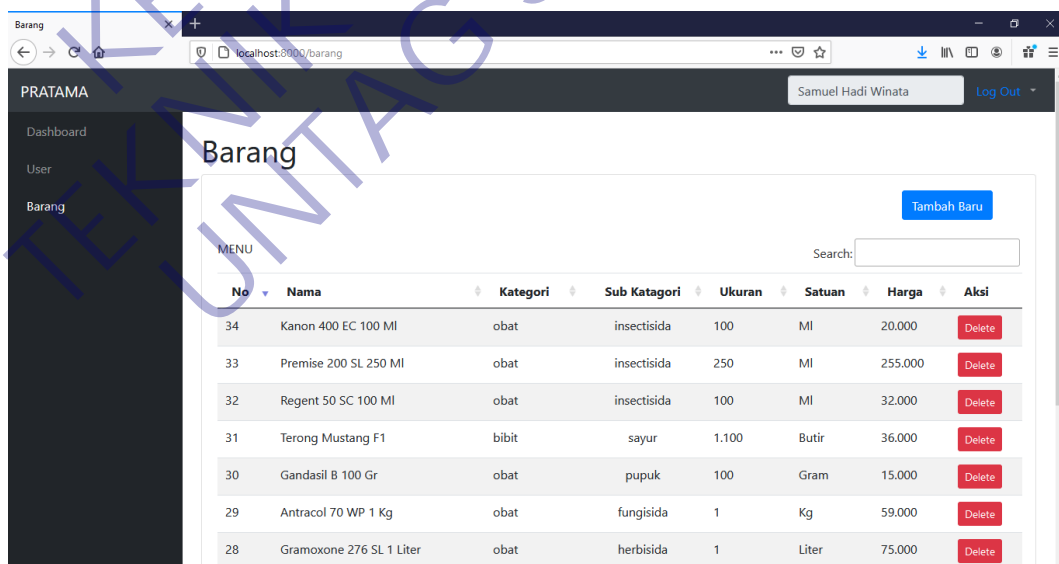 Barang
localhost:8000/barang
PRATAMA
Samuel Hadi Winata
Log Out
Dashboard
User
Barang
Barang
Tambah Baru
MENU
Search:
No Nama Kategori Sub Katagori Ukuran Satuan Harga Aksi
34 Kanon 400 EC 100 Ml obat insectisida 100 Ml 20.000 Delete
33 Premise 200 SL 250 Ml obat insectisida 250 Ml 255.000 Delete
32 Regent 50 SC 100 Ml obat insectisida 100 Ml 32.000 Delete
31 Terong Mustang F1 bibit sayur 1.100 Butir 36.000 Delete
30 Gandasil B 100 Gr obat pupuk 100 Gram 15.000 Delete
29 Antracol 70 WP 1 Kg obat fungisida 1 Kg 59.000 Delete
28 Gramoxone 276 SL 1 Liter obat herbisida 1 Liter 75.000 Delete
TEKNIK
UNTAG